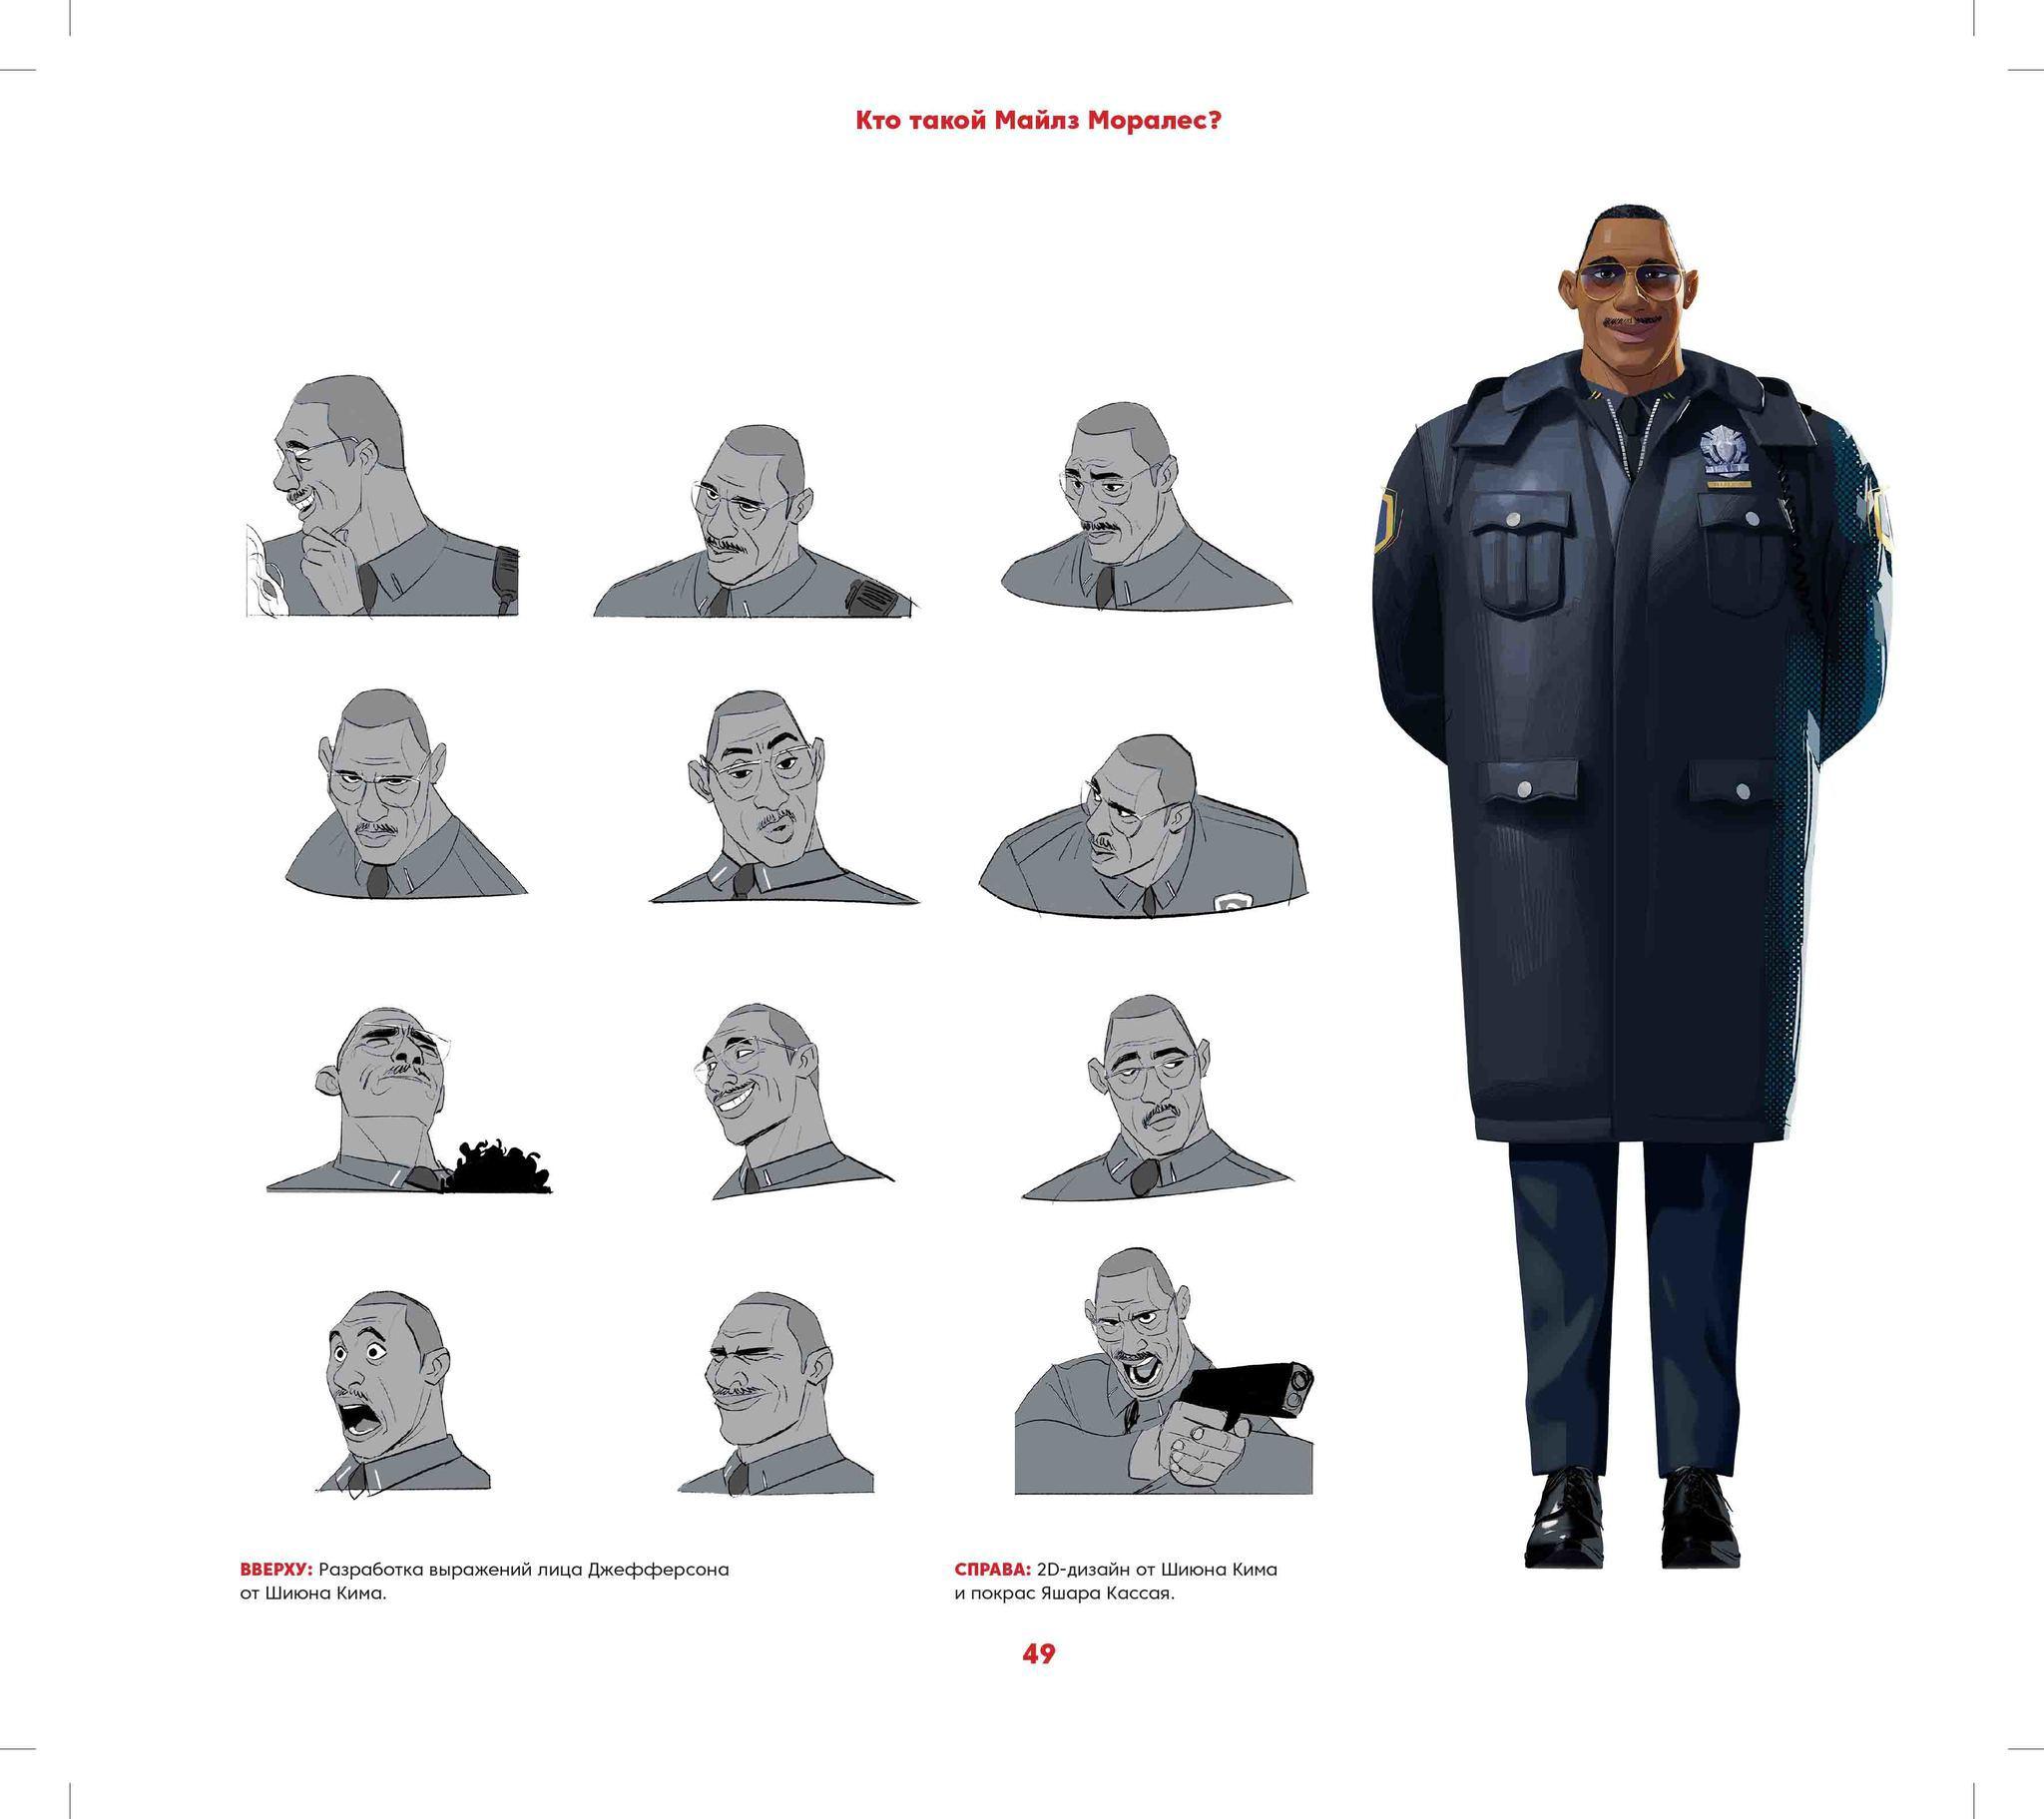 Кто такой Майлз Моралес?
ВВЕРХУ: Разработка выражений лица Джефферсона
от Шиюна Кима.
СПРАВА: 2D-дизайн от Шиюна Кима
и покрас Яшара Кассая.
49